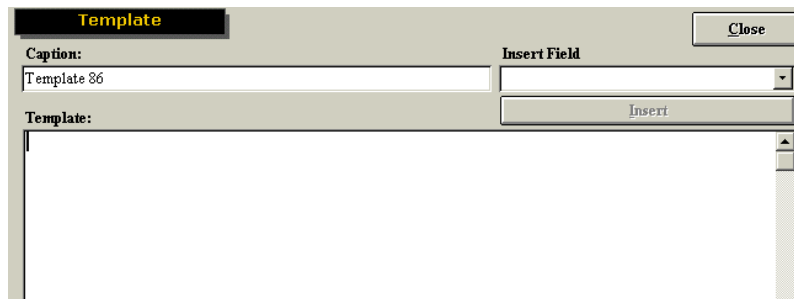 Template
Close
Caption:
Insert Field
Template 86
Insert
Template: